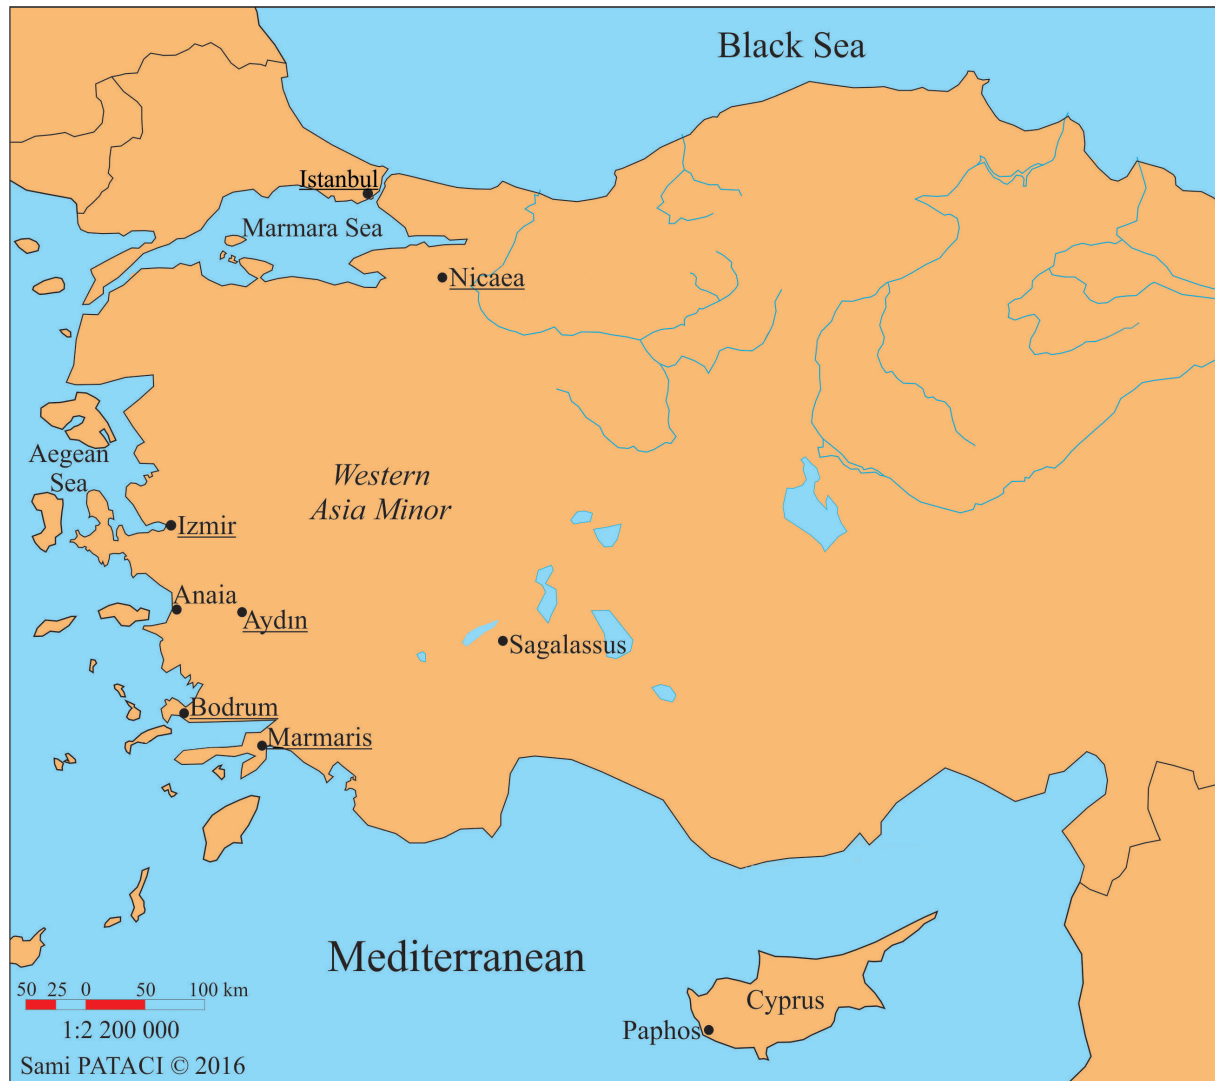 Black Sea
Istanbul
Marmara Sea
Nicaea
Aegean
Sea
Western
Asia Minor
Izmir
Anaia
Aydın
Sagalassus
Bodrum
Marmaris
Mediterranean
Cyprus
Paphos
50 25 0 50 100 km
1:2 200 000
Sami PATACI © 2016